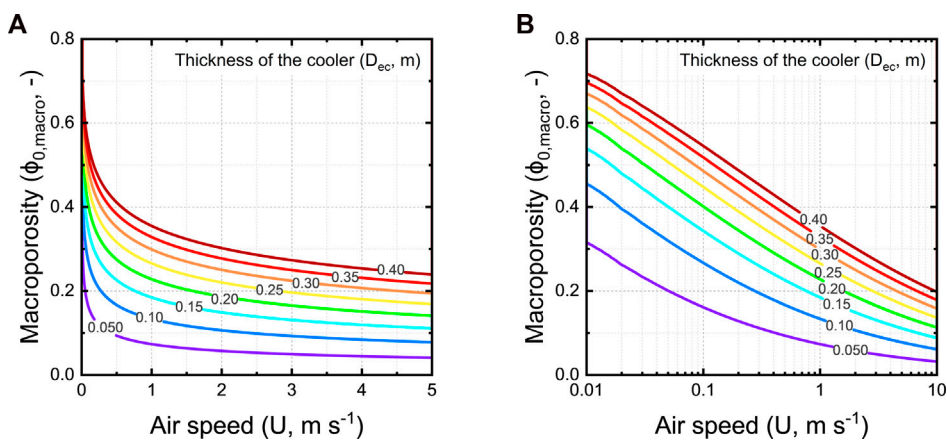 A
Thickness of the cooler (D_ec, m)
Macroporosity (ϕ_0,macro, -)
0.8
0.6
0.4
0.2
0.0
0.40
0.35
0.30
0.25
0.20
0.15
0.10
0.050
0 1 2 3 4 5
Air speed (U, m s⁻¹)
B
Thickness of the cooler (D_ec, m)
Macroporosity (ϕ_0,macro, -)
0.8
0.6
0.4
0.2
0.0
0.40
0.35
0.30
0.25
0.20
0.15
0.10
0.050
0.01 0.1 1 10
Air speed (U, m s⁻¹)